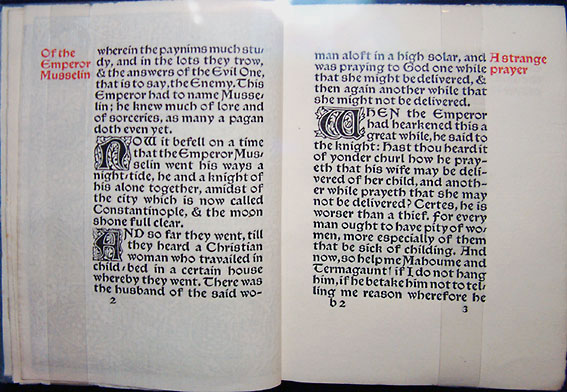 Of the
Emperor
Musselin
wherein the paynims much stu-
dy, and in the lots they trow,
& the answers of the Evil One,
that is to say, the Enemy. This
Emperor had to name Musse-
lin; he knew much of lore and
of sorceries, as many a pagan
doth even yet.
NOW it befell on a time
that the Emperor Mus-
selin went his ways a
night-tide, he and a knight of
his alone together, amidst of
the city which is now called
Constantinople, & the moon
shone full clear.
AND so far they went, till
they heard a Christian
woman who travailed in
child-bed in a certain house
whereby they went. There was
the husband of the said wo-
2
man aloft in a high solar, and
was praying to God one while
that she might be delivered, &
then again another while that
she might not be delivered.
WHEN the Emperor
had hearkened this a
great while, he said to
the knight: Hast thou heard it
of yonder churl how he pray-
eth that his wife may be deli-
vered of her child, and anoth-
er while prayeth that she may
not be delivered? Certes, he is
worser than a thief. For every
man ought to have pity of wo-
men, more especially of them
that be sick of childing. And
now, so help me Mahoume and
Termagaunt! if I do not hang
him, if he betake him not to tel-
ling me reason wherefore he
b2
3
A strange
prayer